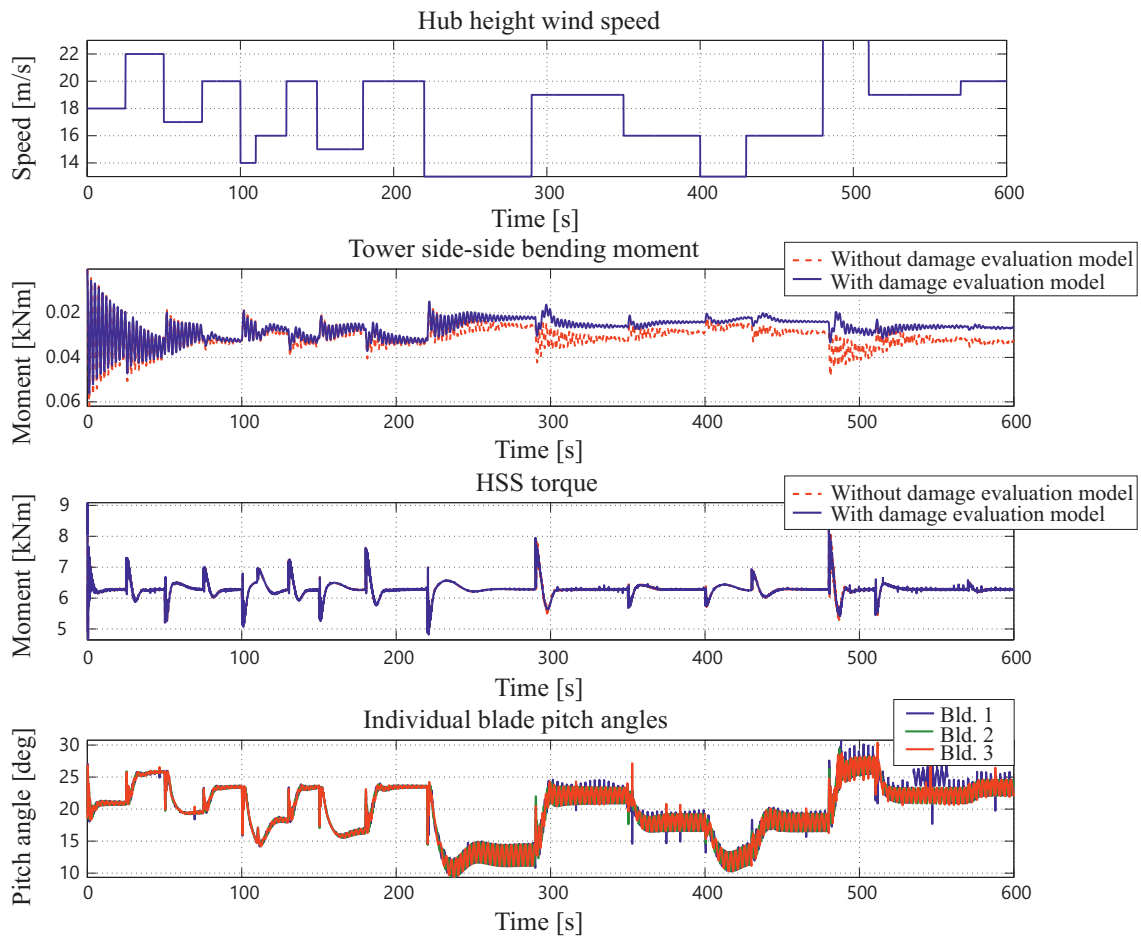 Hub height wind speed
Speed [m/s]
22
20
18
16
14
0 100 200 300 400 500 600
Time [s]
Tower side-side bending moment
Without damage evaluation model
With damage evaluation model
Moment [kNm]
0.02
0.04
0.06
0 100 200 300 400 500 600
Time [s]
HSS torque
Without damage evaluation model
With damage evaluation model
Moment [kNm]
9
8
7
6
5
0 100 200 300 400 500 600
Time [s]
Individual blade pitch angles
Bld. 1
Bld. 2
Bld. 3
Pitch angle [deg]
30
25
20
15
10
0 100 200 300 400 500 600
Time [s]